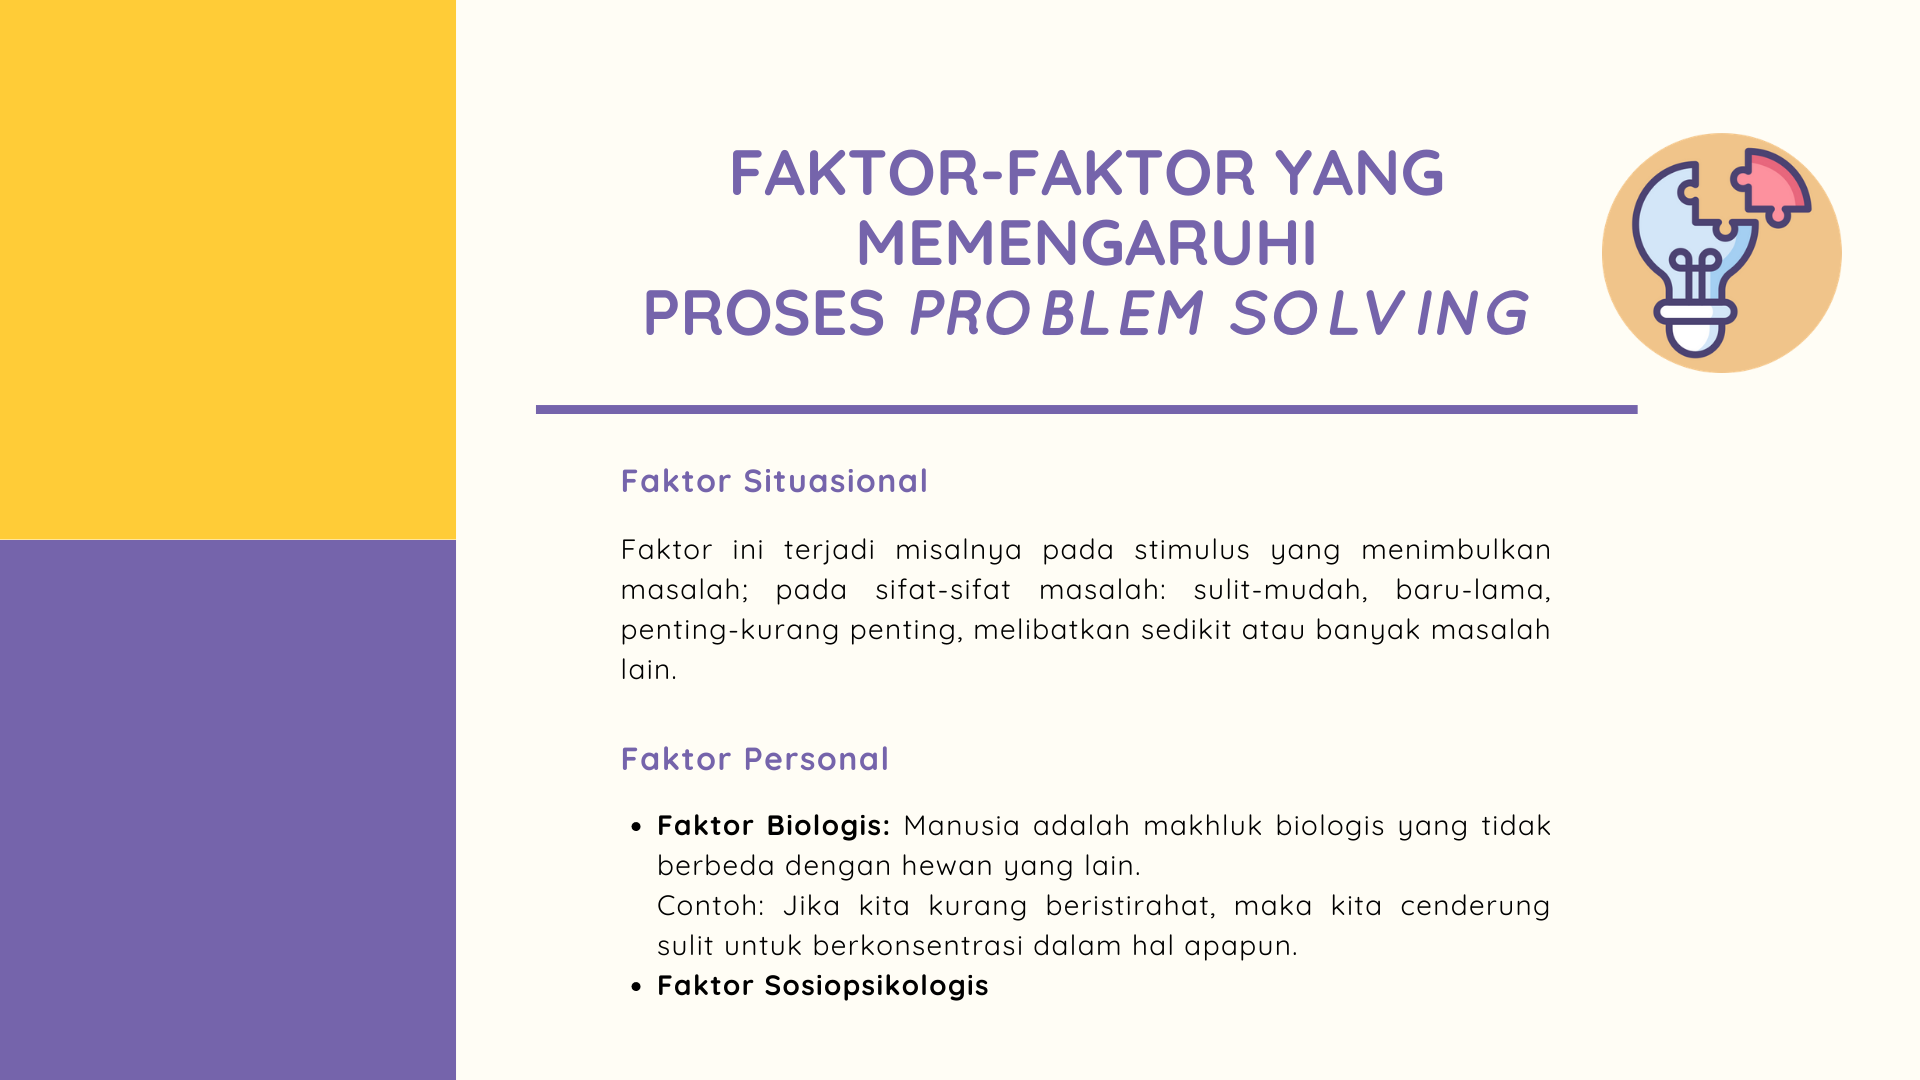 FAKTOR-FAKTOR YANG
MEMENGARUHI
PROSES PROBLEM SOLVING
Faktor Situasional
Faktor ini terjadi misalnya pada stimulus yang menimbulkan
masalah; pada sifat-sifat masalah: sulit-mudah, baru-lama,
penting-kurang penting, melibatkan sedikit atau banyak masalah
lain.
Faktor Personal
• Faktor Biologis: Manusia adalah makhluk biologis yang tidak
berbeda dengan hewan yang lain.
Contoh: Jika kita kurang beristirahat, maka kita cenderung
sulit untuk berkonsentrasi dalam hal apapun.
• Faktor Sosiopsikologis